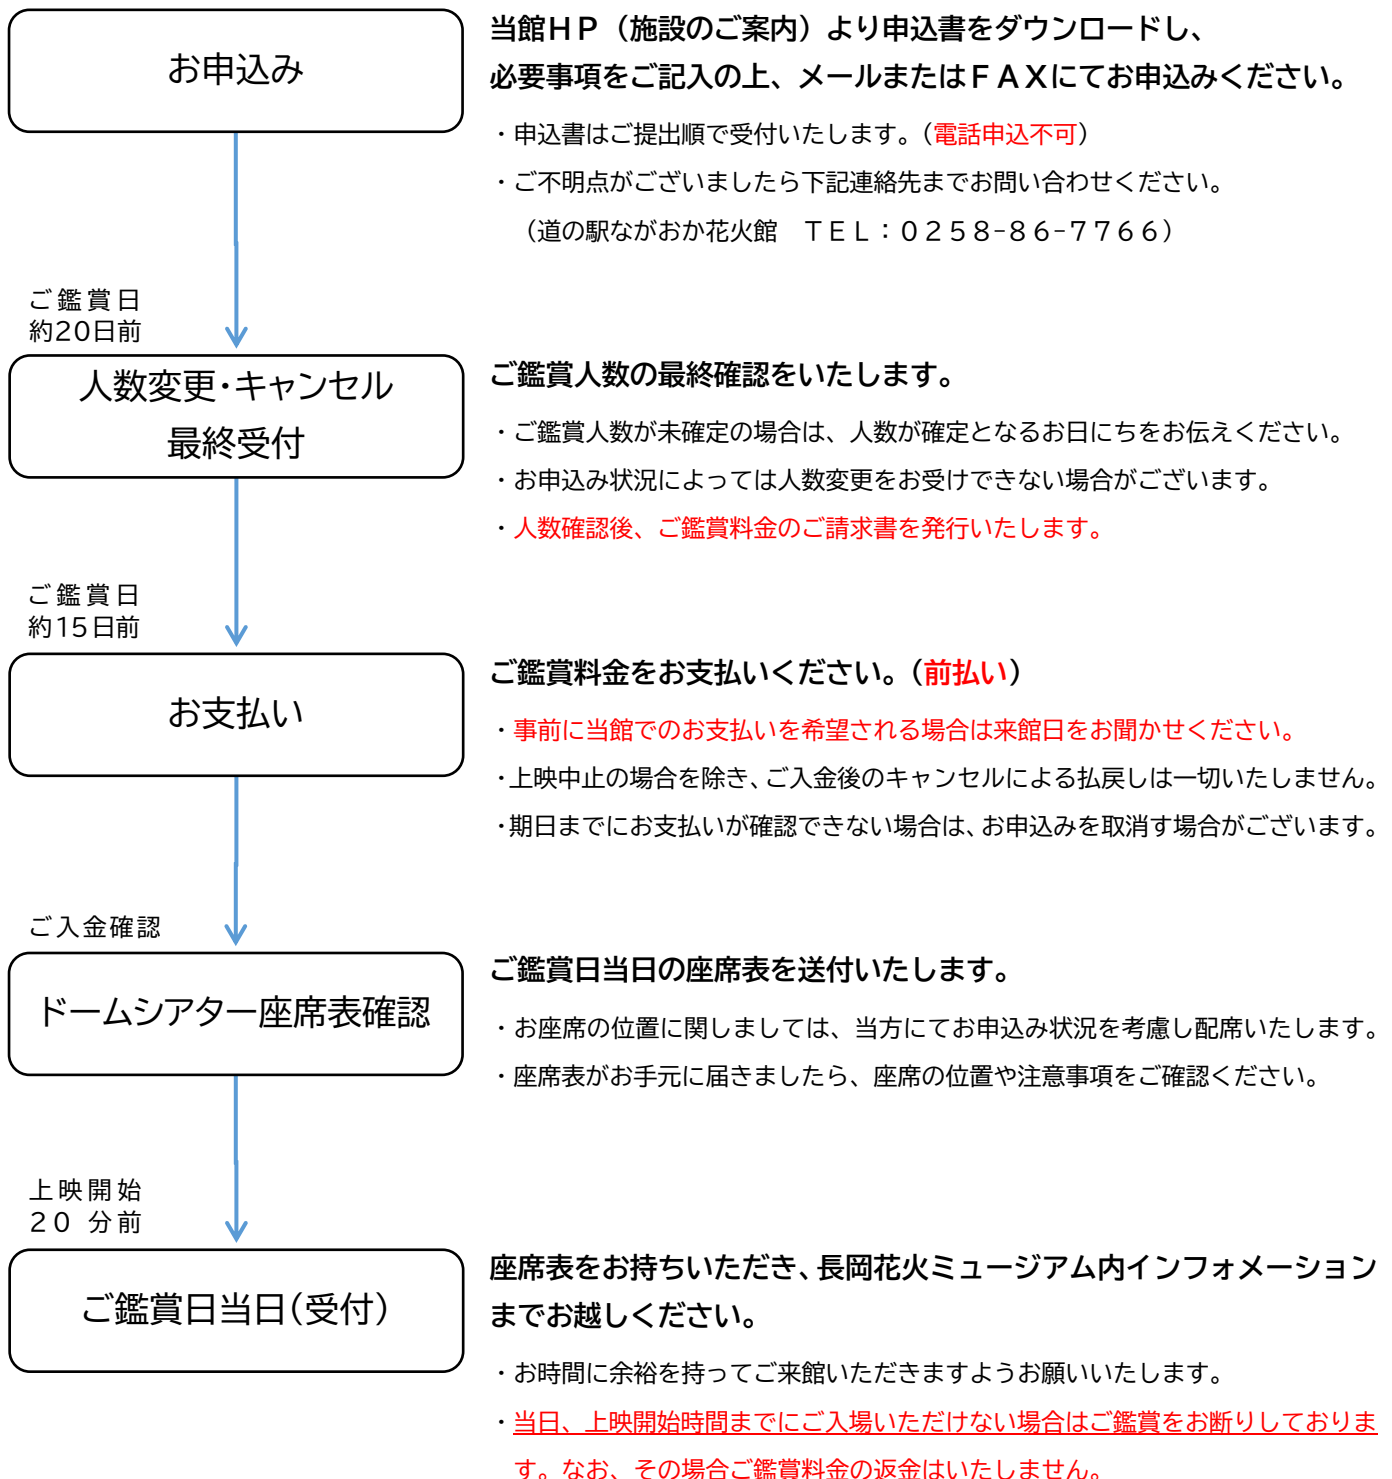 お申込み
当館ＨＰ（施設のご案内）より申込書をダウンロードし、
必要事項をご記入の上、メールまたはＦＡＸにてお申込みください。
・申込書はご提出順で受付いたします。（電話申込不可）
・ご不明点がございましたら下記連絡先までお問い合わせください。
（道の駅ながおか花火館　ＴＥＬ：０２５８-８６-７７６６）
ご鑑賞日
約20日前
人数変更・キャンセル
最終受付
ご鑑賞人数の最終確認をいたします。
・ご鑑賞人数が未確定の場合は、人数が確定となるお日にちをお伝えください。
・お申込み状況によっては人数変更をお受けできない場合がございます。
・人数確認後、ご鑑賞料金のご請求書を発行いたします。
ご鑑賞日
約15日前
お支払い
ご鑑賞料金をお支払いください。（前払い）
・事前に当館でのお支払いを希望される場合は来館日をお聞かせください。
・上映中止の場合を除き、ご入金後のキャンセルによる払戻しは一切いたしません。
・期日までにお支払いが確認できない場合は、お申込みを取消す場合がございます。
ご入金確認
ドームシアター座席表確認
ご鑑賞日当日の座席表を送付いたします。
・お座席の位置に関しましては、当方にてお申込み状況を考慮し配席いたします。
・座席表がお手元に届きましたら、座席の位置や注意事項をご確認ください。
上映開始
２０ 分前
ご鑑賞日当日（受付）
座席表をお持ちいただき、長岡花火ミュージアム内インフォメーション
までお越しください。
・お時間に余裕を持ってご来館いただきますようお願いいたします。
・当日、上映開始時間までにご入場いただけない場合はご鑑賞をお断りしておりま
す。なお、その場合ご鑑賞料金の返金はいたしません。